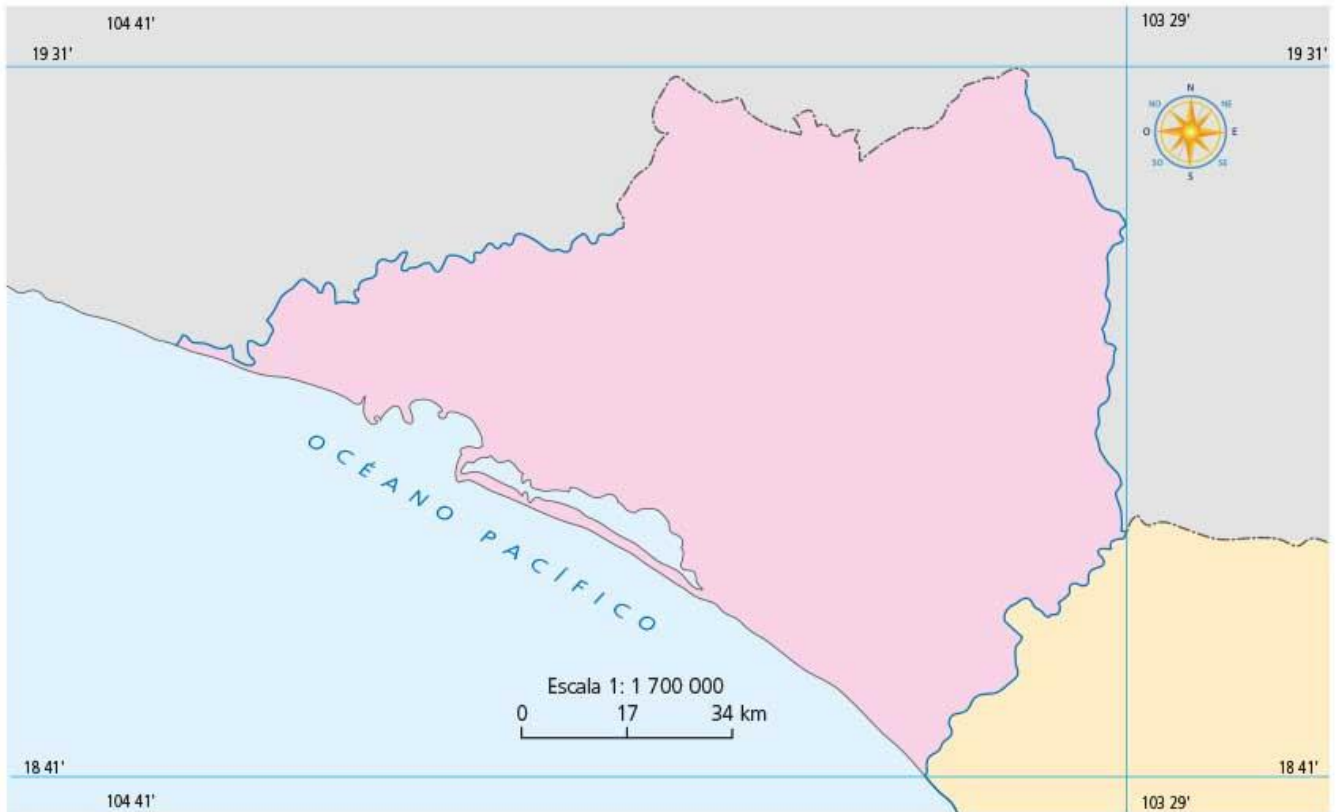 104 41'
103 29'
19 31'
19 31'
N
NO
NE
O
E
SO
SE
S
OCÉANO PACÍFICO
Escala 1: 1 700 000
0 17 34 km
18 41'
18 41'
104 41'
103 29'